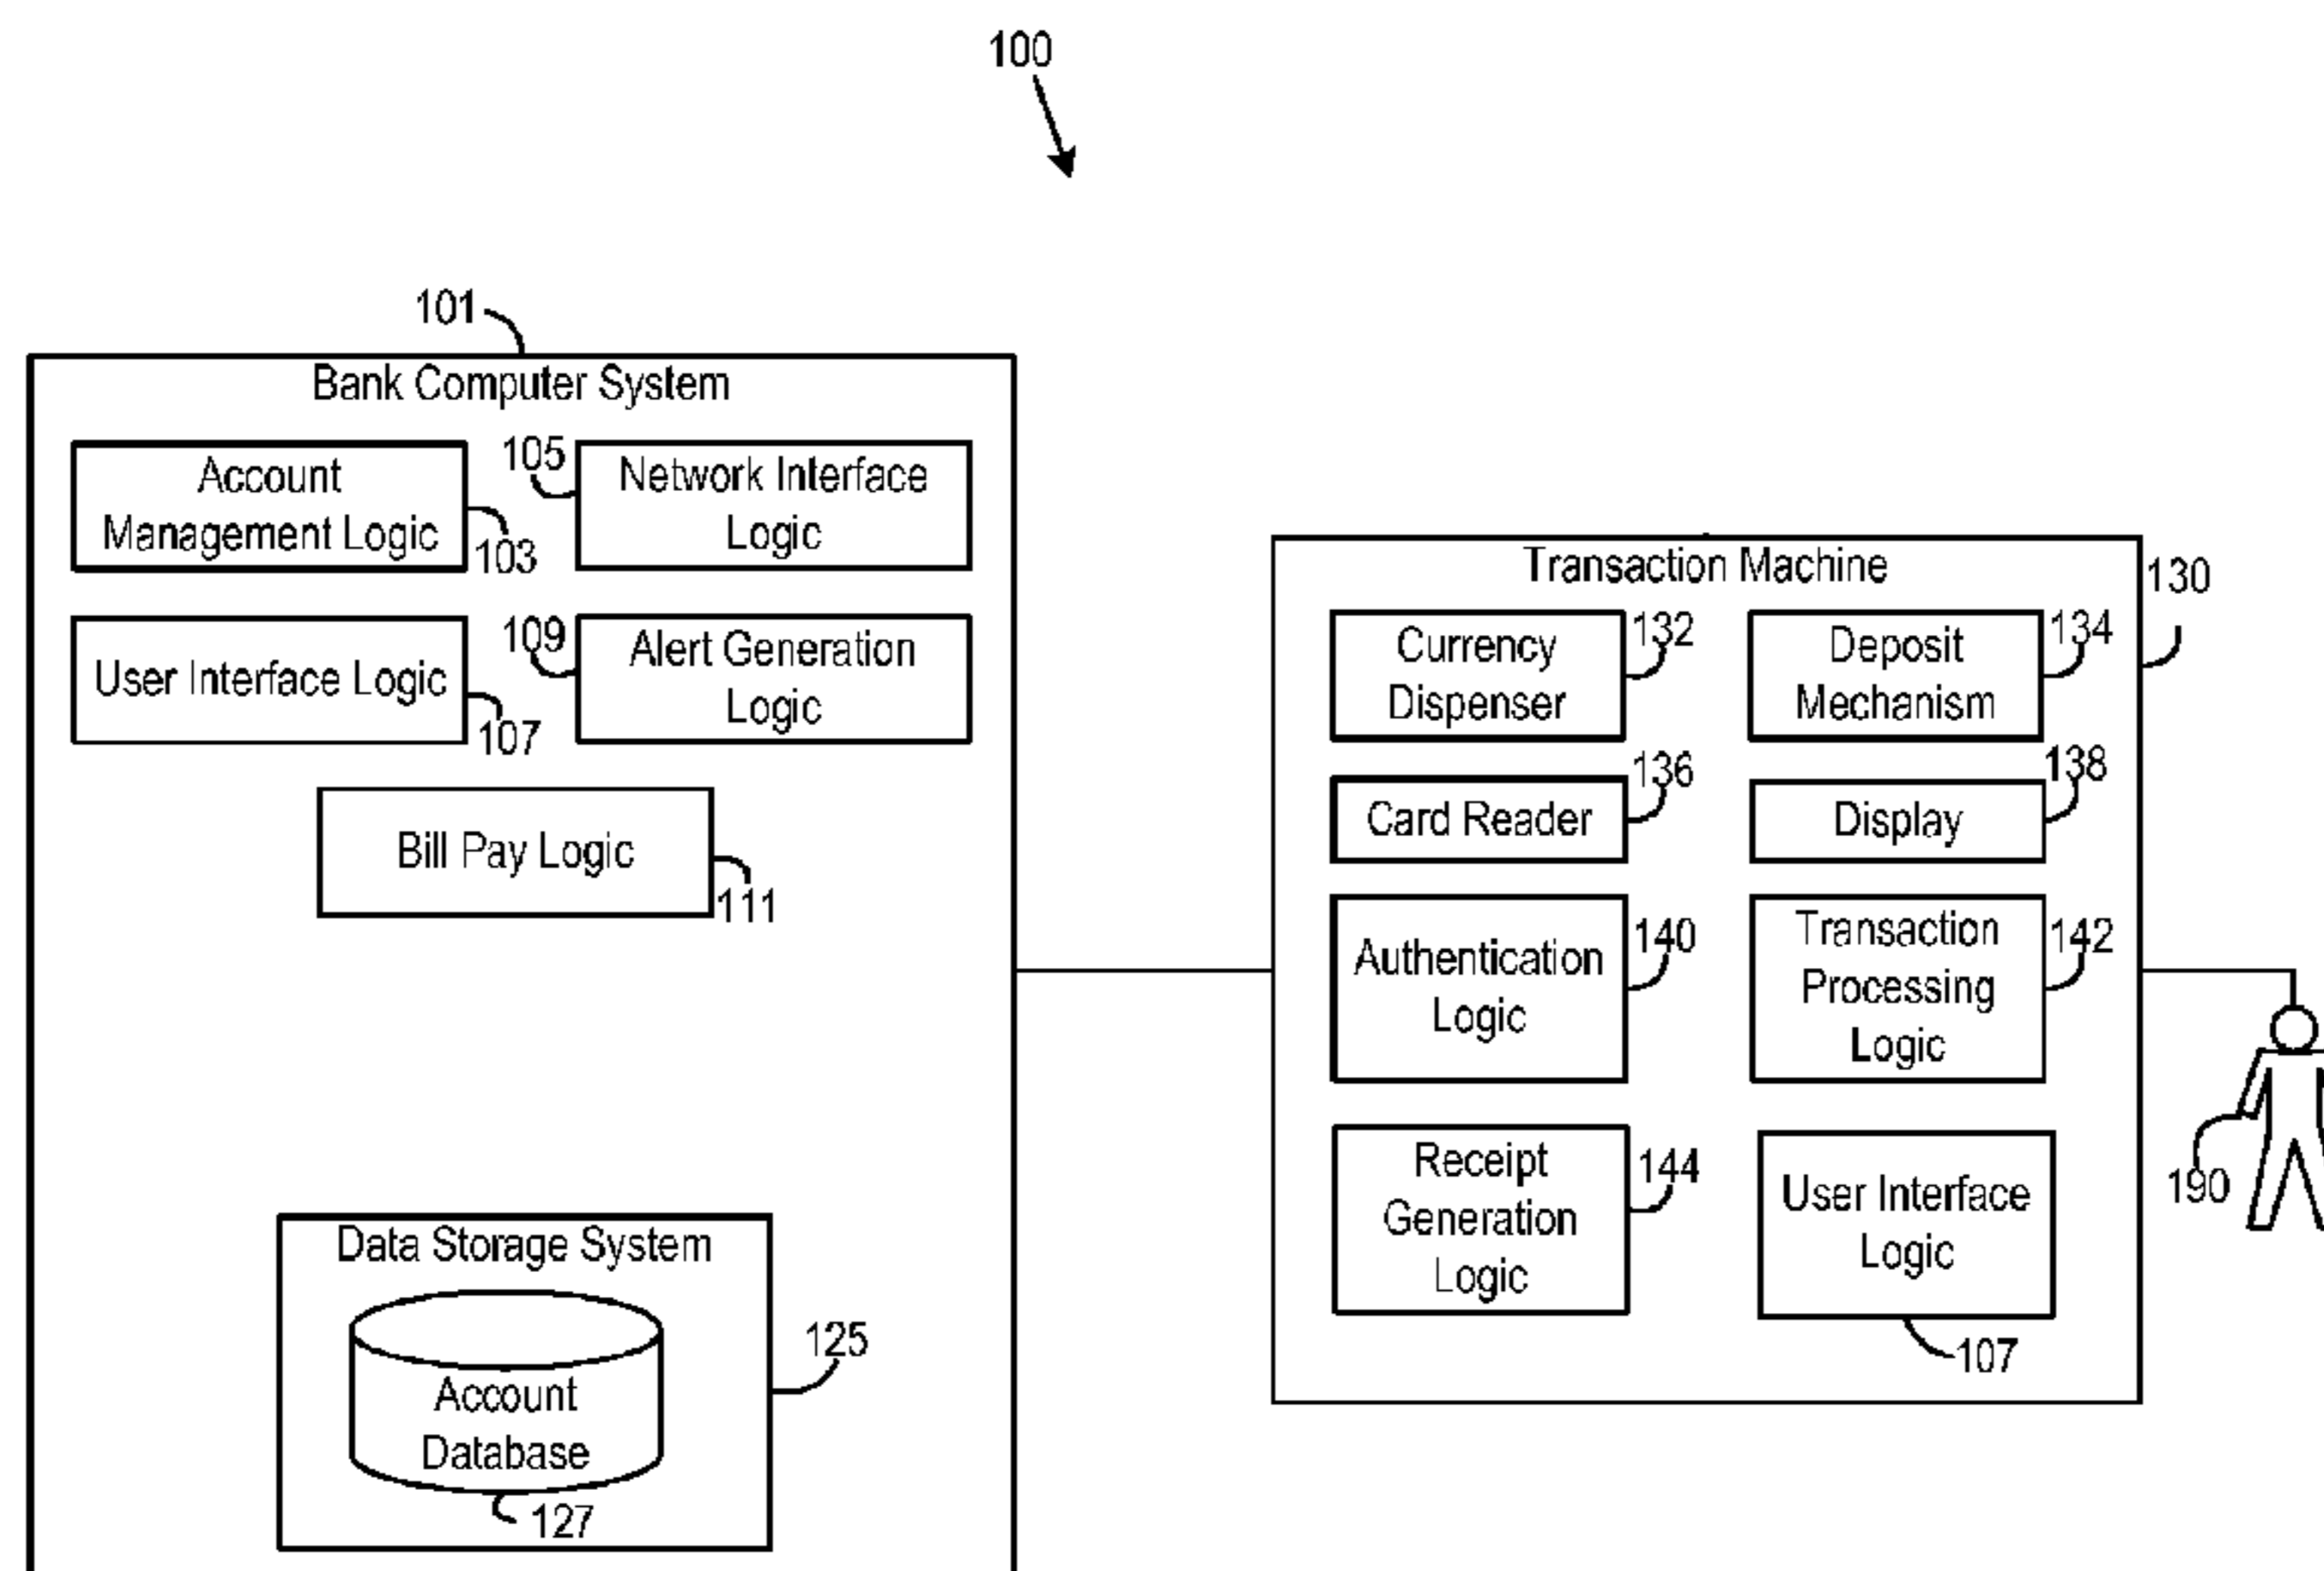 100
101
Bank Computer System
Account
Management Logic
103
105
Network Interface
Logic
User Interface Logic
107
109
Alert Generation
Logic
Bill Pay Logic
111
Data Storage System
Account
Database
125
127
Transaction Machine
130
Currency
Dispenser
132
Deposit
Mechanism
134
Card Reader
136
Display
138
Authentication
Logic
140
Transaction
Processing
Logic
142
Receipt
Generation
Logic
144
User Interface
Logic
107
190